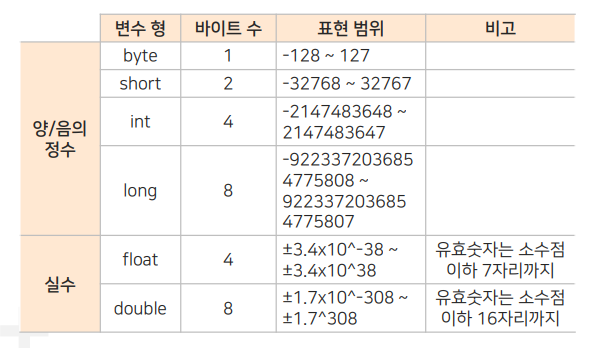 변수 형 바이트 수 표현 범위 비고
양/음의
정수
byte 1 -128 ~ 127
short 2 -32768 ~ 32767
int 4 -2147483648 ~
2147483647
long 8 -922337203685
4775808 ~
922337203685
4775807
실수
float 4 ±3.4x10^-38 ~
±3.4x10^38
유효숫자는 소수점
이하 7자리까지
double 8 ±1.7x10^-308 ~
±1.7^308
유효숫자는 소수점
이하 16자리까지